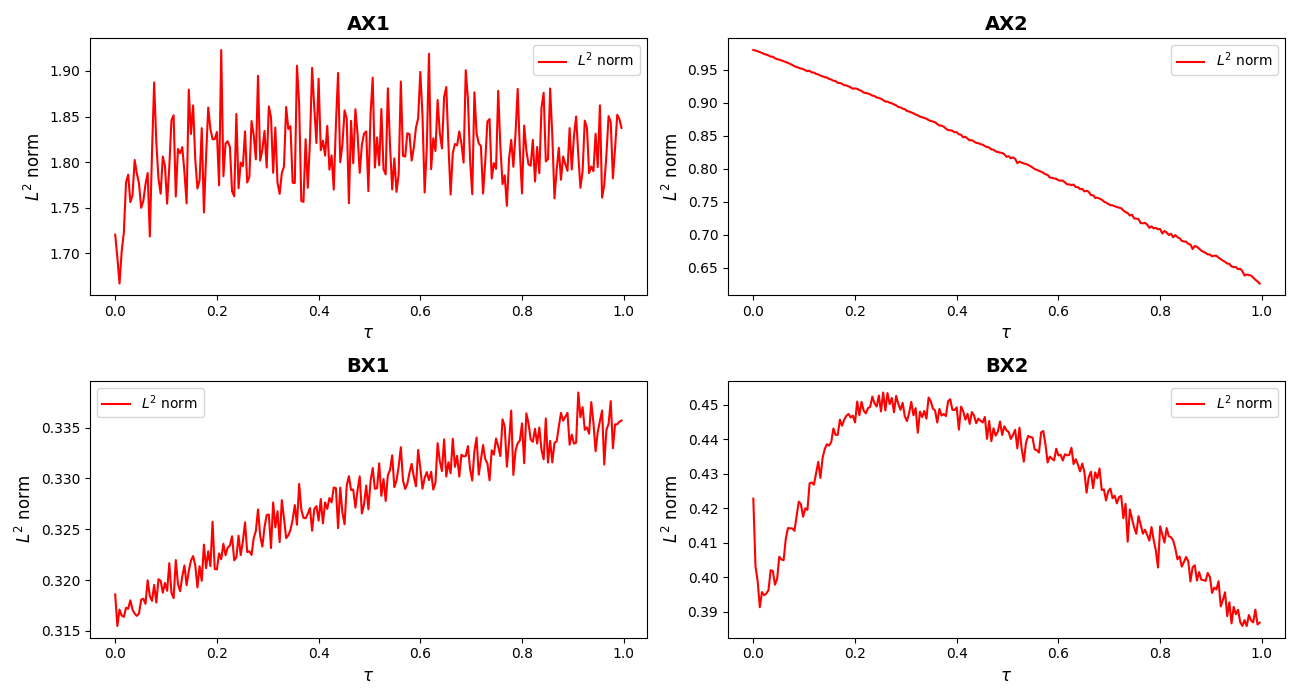 AX1
L² norm
1.90
1.85
1.80
1.75
1.70
L² norm
0.0 0.2 0.4 0.6 0.8 1.0
τ
AX2
L² norm
0.95
0.90
0.85
0.80
0.75
0.70
0.65
L² norm
0.0 0.2 0.4 0.6 0.8 1.0
τ
BX1
L² norm
0.335
0.330
0.325
0.320
0.315
L² norm
0.0 0.2 0.4 0.6 0.8 1.0
τ
BX2
L² norm
0.45
0.44
0.43
0.42
0.41
0.40
0.39
L² norm
0.0 0.2 0.4 0.6 0.8 1.0
τ